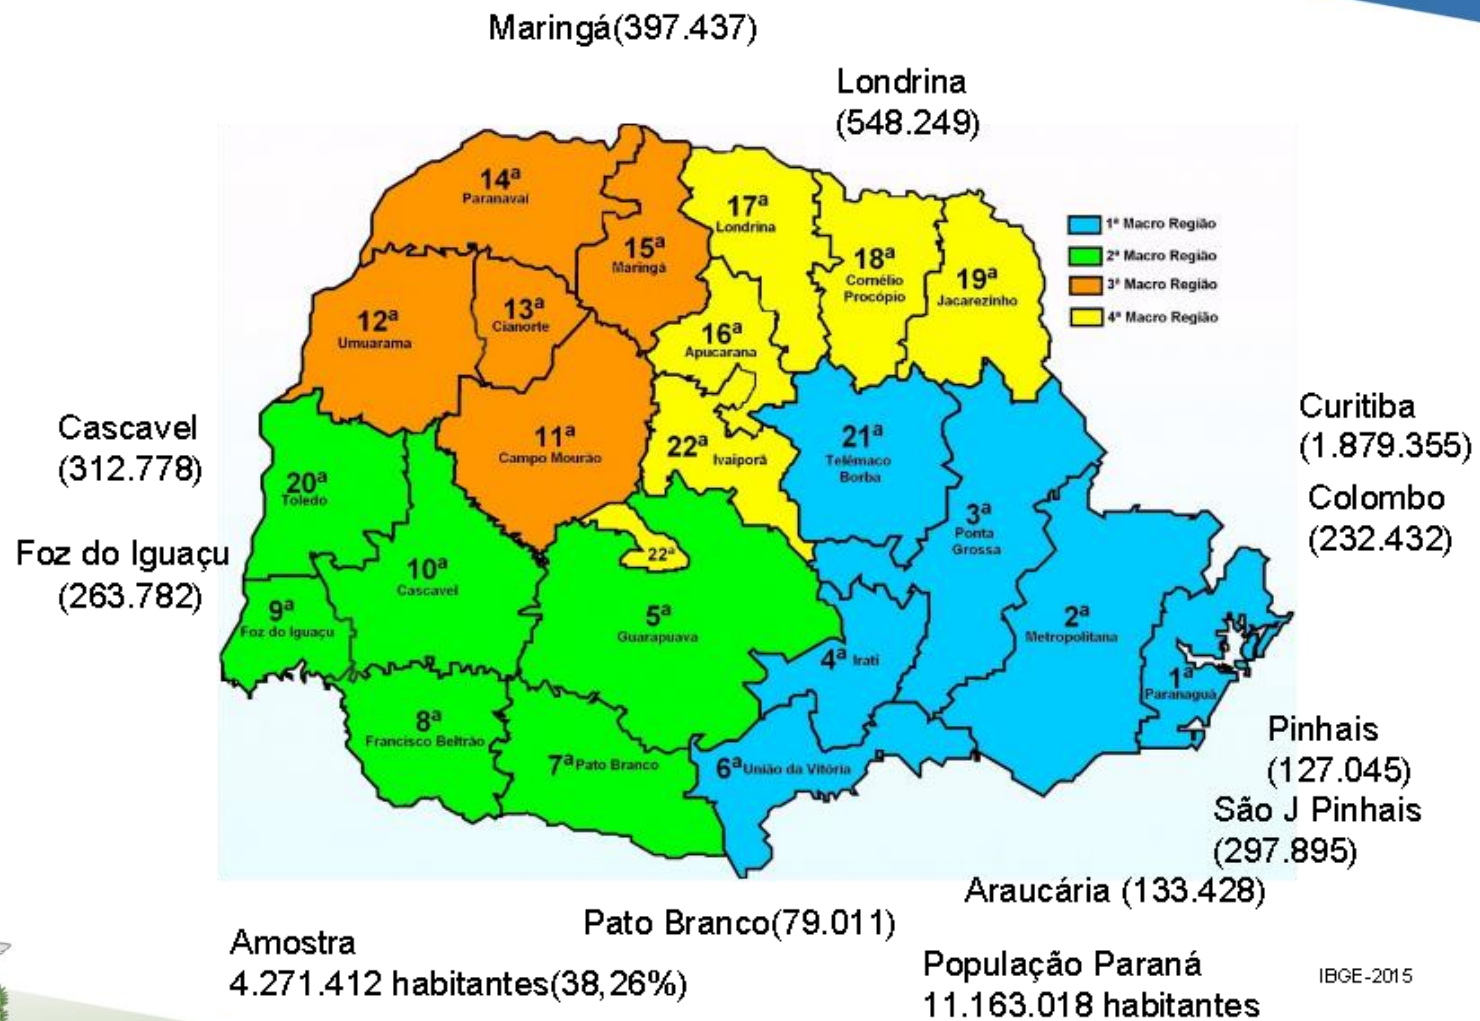 Maringá(397.437)
Londrina
(548.249)
14ª
Paranavaí
17ª
Londrina
15ª
Maringá
18ª
Cornélio
Procópio
19ª
Jacarezinho
1ª Macro Região
2ª Macro Região
3ª Macro Região
4ª Macro Região
12ª
Umuarama
13ª
Cianorte
16ª
Apucarana
Cascavel
(312.778)
Curitiba
(1.879.355)
11ª
Campo Mourão
22ª Ivaiporã
21ª
Telêmaco
Borba
20ª
Toledo
Colombo
(232.432)
3ª
Ponta
Grossa
Foz do Iguaçu
(263.782)
22ª
10ª
Cascavel
9ª
Foz do Iguaçu
5ª
Guarapuava
2ª
Metropolitana
4ª Irati
1ª
Paranaguá
8ª
Francisco Beltrão
7ª Pato Branco
6ª União da Vitória
Pinhais
(127.045)
São J Pinhais
(297.895)
Araucária (133.428)
Pato Branco(79.011)
Amostra
4.271.412 habitantes(38,26%)
População Paraná
11.163.018 habitantes
IBGE-2015